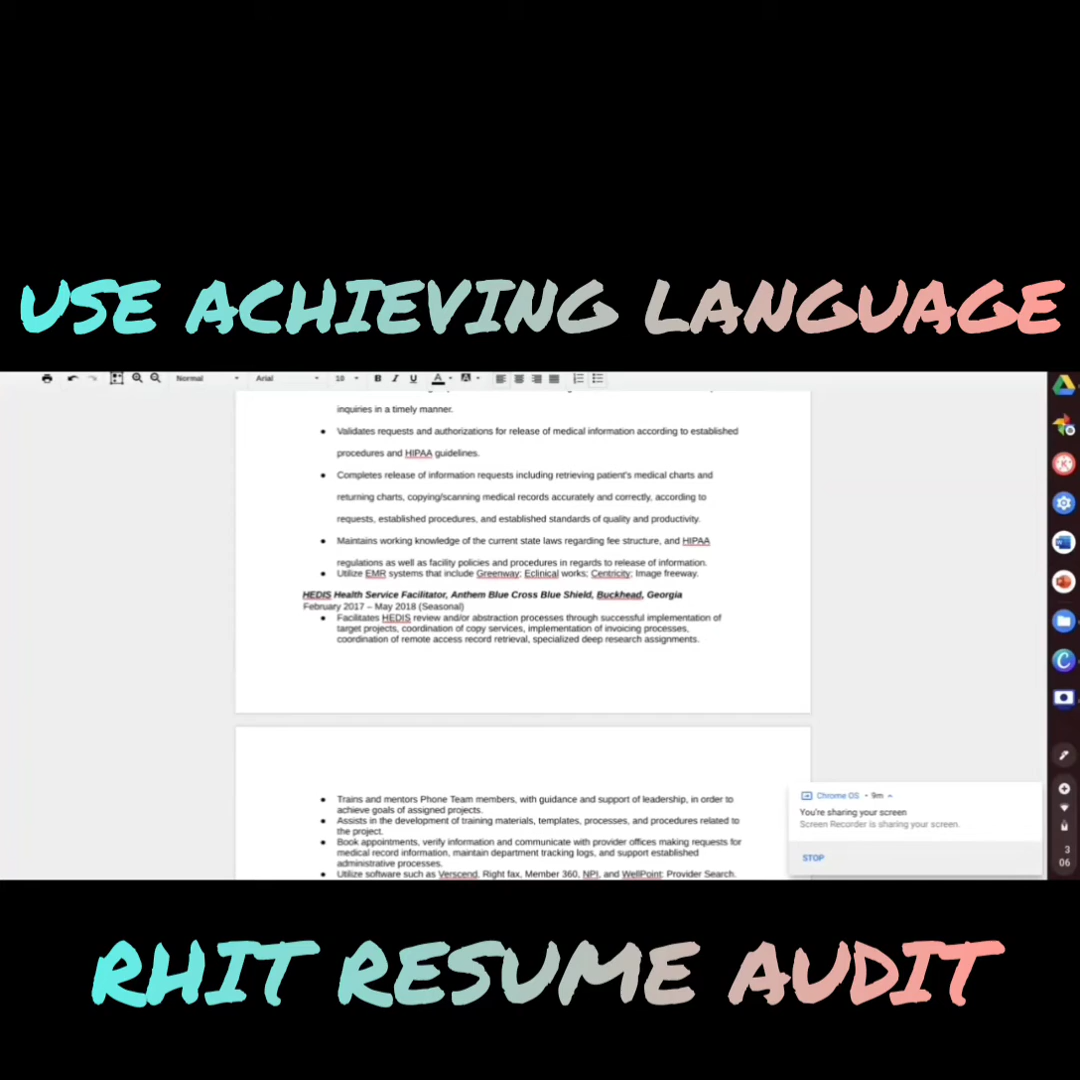 USE ACHIEVING LANGUAGE
Normal
Arial
10
B I U A A
inquiries in a timely manner.
● Validates requests and authorizations for release of medical information according to established
procedures and HIPAA guidelines.
● Completes release of information requests including retrieving patient's medical charts and
returning charts, copying/scanning medical records accurately and correctly, according to
requests, established procedures, and established standards of quality and productivity.
● Maintains working knowledge of the current state laws regarding fee structure, and HIPAA
regulations as well as facility policies and procedures in regards to release of information.
● Utilize EMR systems that include Greenway; Eclinical works; Centricity; Image freeway.
HEDIS Health Service Facilitator, Anthem Blue Cross Blue Shield, Buckhead, Georgia
February 2017 – May 2018 (Seasonal)
● Facilitates HEDIS review and/or abstraction processes through successful implementation of
target projects, coordination of copy services, implementation of invoicing processes,
coordination of remote access record retrieval, specialized deep research assignments.
● Trains and mentors Phone Team members, with guidance and support of leadership, in order to
achieve goals of assigned projects.
● Assists in the development of training materials, templates, processes, and procedures related to
the project.
● Book appointments, verify information and communicate with provider offices making requests for
medical record information, maintain department tracking logs, and support established
administrative processes.
● Utilize software such as Verscend, Right fax, Member 360, NPI, and WellPoint: Provider Search.
Chrome OS • 9m
You're sharing your screen
Screen Recorder is sharing your screen.
STOP
3
06
RHIT RESUME AUDIT